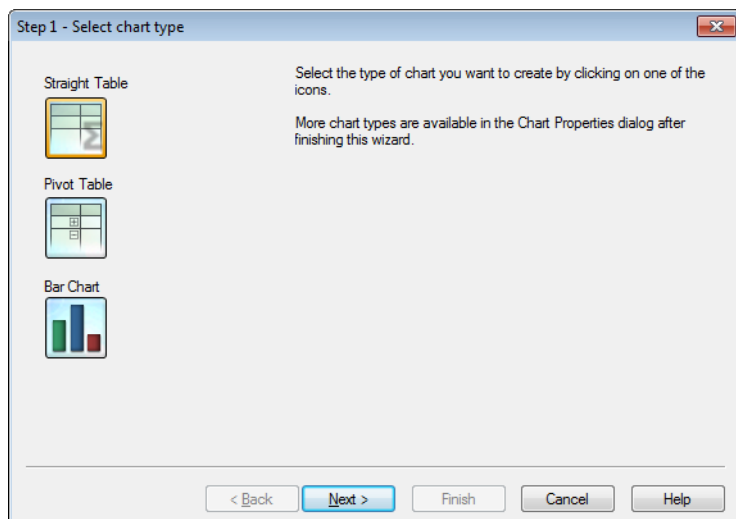 Step 1 - Select chart type
Straight Table
Σ
Pivot Table
Bar Chart
Select the type of chart you want to create by clicking on one of the
icons.
More chart types are available in the Chart Properties dialog after
finishing this wizard.
< Back
Next >
Finish
Cancel
Help